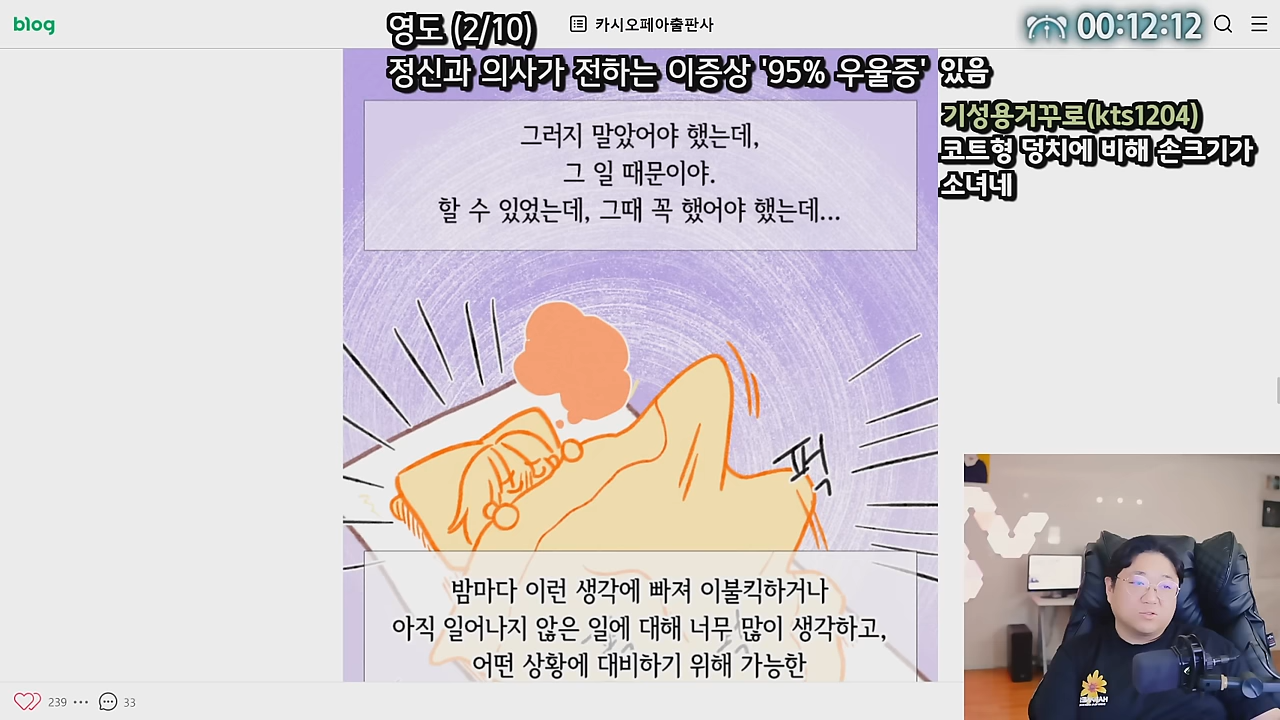 blog
영도 (2/10)
카시오페아출판사
00:12:12
정신과 의사가 전하는 이증상 '95% 우울증' 있음
기성용거꾸로(kts1204)
코트형 덩치에 비해 손크기가
소녀네
그러지 말았어야 했는데,
그 일 때문이야.
할 수 있었는데, 그때 꼭 했어야 했는데...
퍽
밤마다 이런 생각에 빠져 이불킥하거나
아직 일어나지 않은 일에 대해 너무 많이 생각하고,
어떤 상황에 대비하기 위해 가능한
239
33